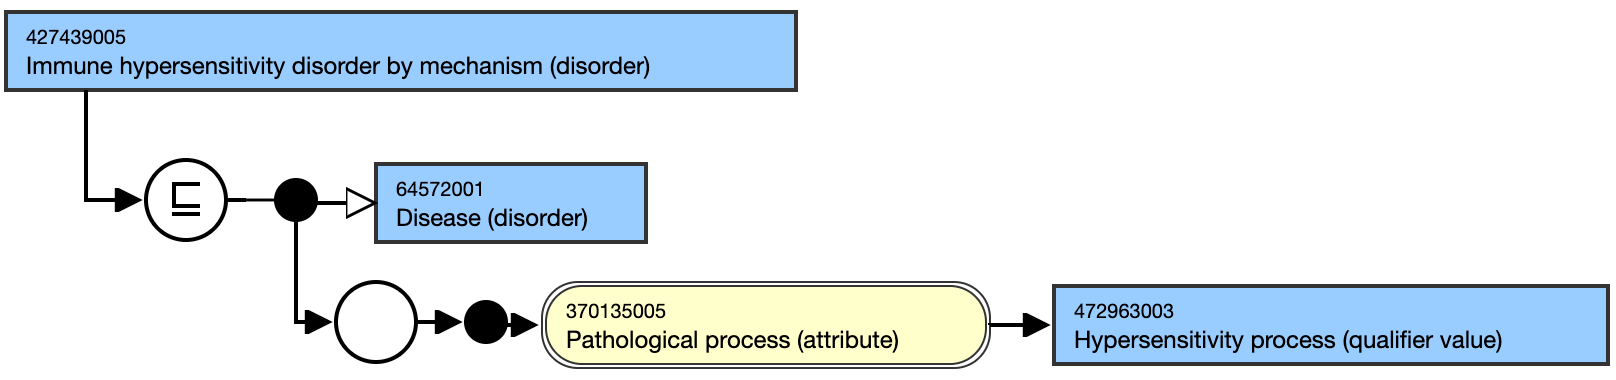 427439005
Immune hypersensitivity disorder by mechanism (disorder)
⊑
64572001
Disease (disorder)
370135005
Pathological process (attribute)
472963003
Hypersensitivity process (qualifier value)